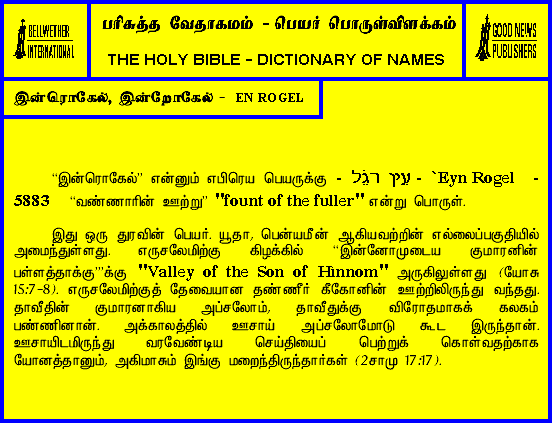 BELLWETHER
INTERNATIONAL
பரிசுத்த வேதாகமம் - பெயர் பொருள்விளக்கம்
THE HOLY BIBLE - DICTIONARY OF NAMES
GOOD NEWS
PUBLISHERS
இன்ரொகேல், இன்றோகேல் - EN ROGEL
“இன்ரொகேல்” என்னும் எபிரெய பெயருக்கு - עין רגל - `Eyn Rogel -
5883 “வண்ணாரின் ஊற்று” "fount of the fuller" என்று பொருள்.
இது ஒரு துரவின் பெயர். யூதா, பென்யமீன் ஆகியவற்றின் எல்லைப்பகுதியில்
அமைந்துள்ளது. எருசலேமிற்கு கிழக்கில் “இன்னோமுடைய குமாரனின்
பள்ளத்தாக்கு”’க்கு "Valley of the Son of Hinnom" அருகிலுள்ளது (யோசு
15:7-8). எருசலேமிற்குத் தேவையான தண்ணீர் கீகோனின் ஊற்றிலிருந்து வந்தது.
தாவீதின் குமாரனாகிய அப்சலோம், தாவீதுக்கு விரோதமாகக் கலகம்
பண்ணினான். அக்காலத்தில் ஊசாய் அப்சலோமோடு கூட இருந்தான்.
ஊசாயிடமிருந்து வரவேண்டிய செய்தியைப் பெற்றுக் கொள்வதற்காக
யோனத்தானும், அகிமாசும் இங்கு மறைந்திருந்தார்கள் (2சாமு 17:17).